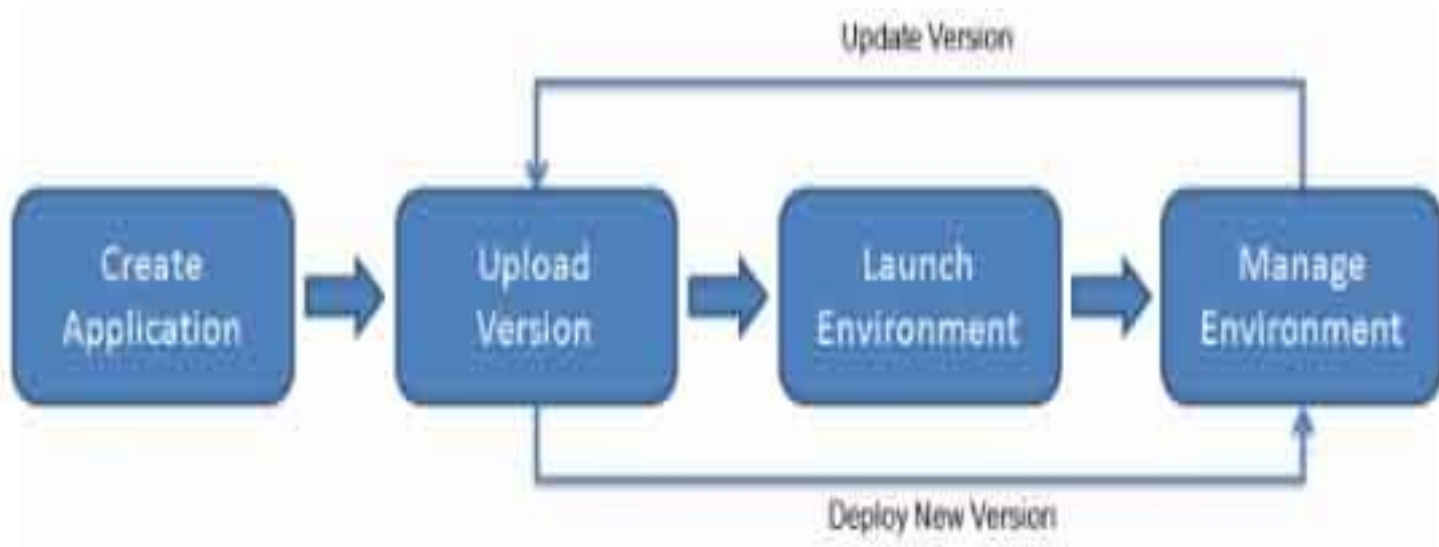 Update Version
Create
Application
Upload
Version
Launch
Environment
Manage
Environment
Deploy New Version